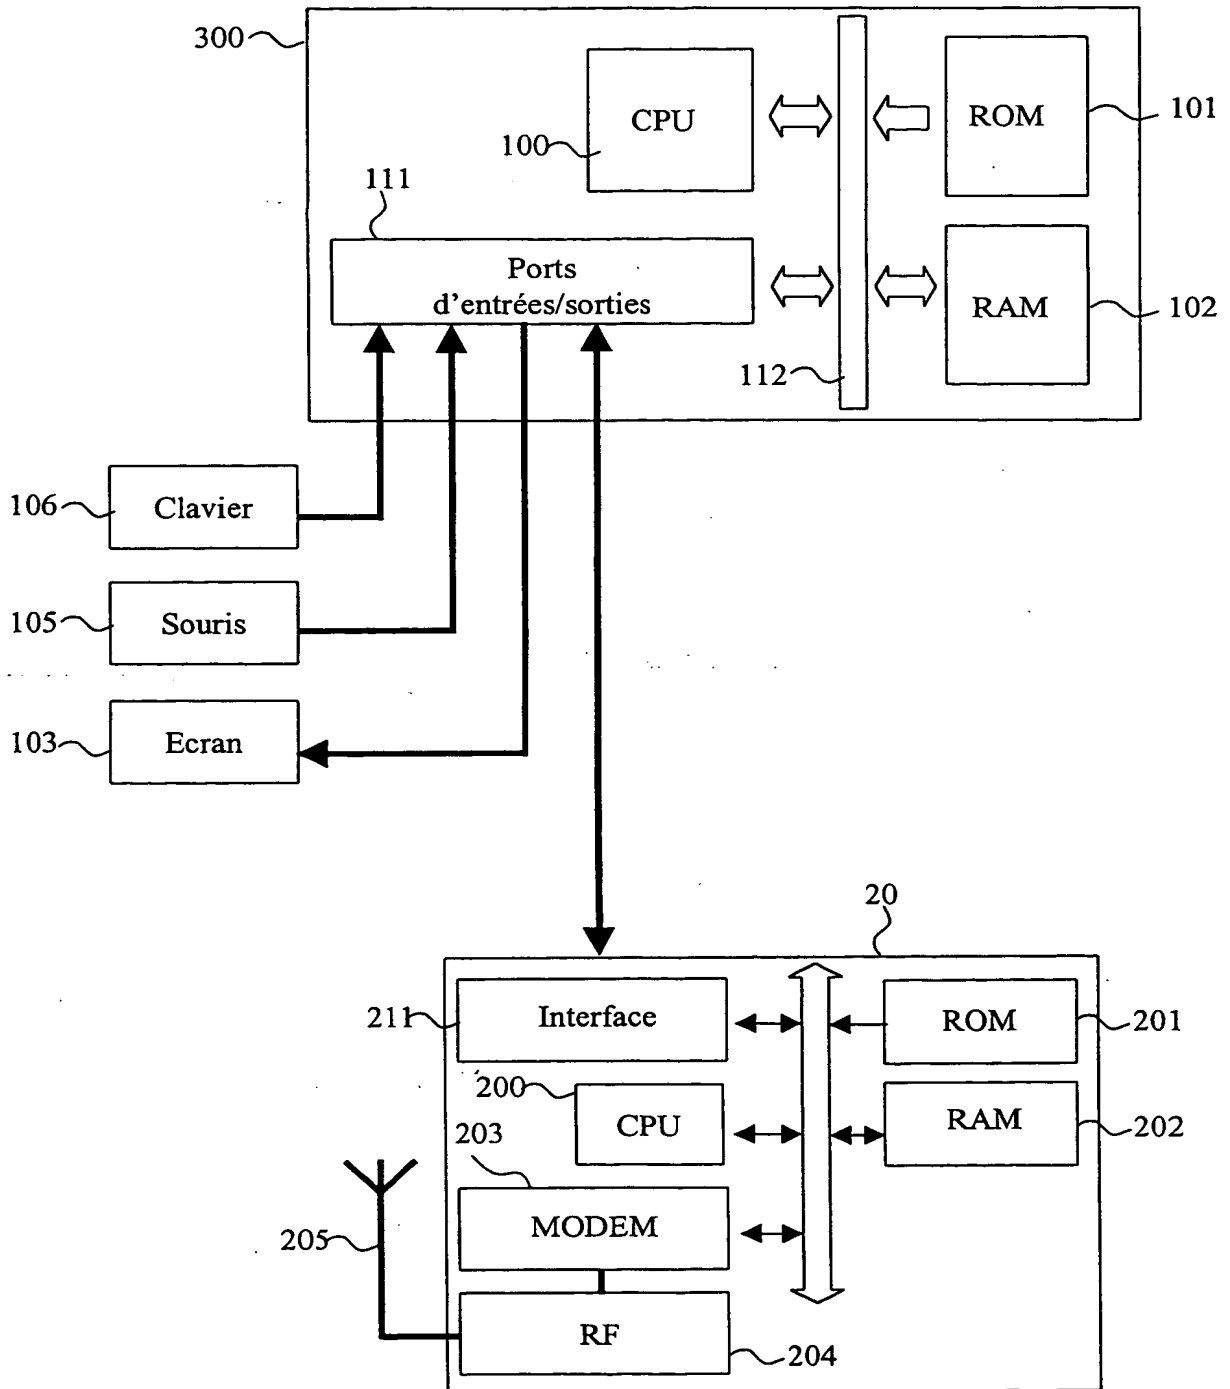 300
CPU
100
ROM
101
111
Ports
d'entrées/sorties
RAM
102
112
106
Clavier
105
Souris
103
Ecran
20
211
Interface
ROM
201
200
CPU
RAM
202
203
MODEM
205
RF
204